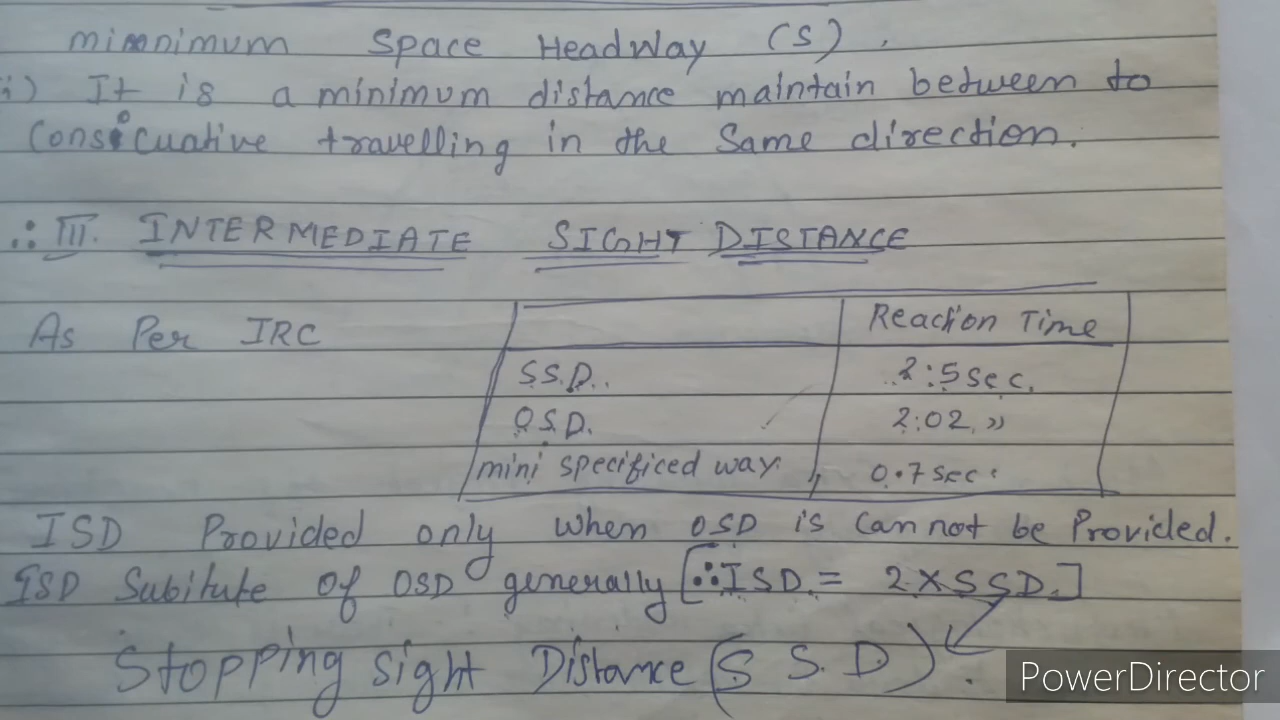 minnimum Space Headway (S).
i) It is a minimum distance maintain between to
Consicuative travelling in the Same direction.
∴ III. INTERMEDIATE SIGHT DISTANCE
As Per IRC
Reaction Time
S.S.D.. 2:5 Sec.
O.S.D. 2:02 ,,
mini specificed way. 0.7 sec.
ISD Provided only when OSD is Can not be Provided.
ISD Subitute of OSD generally [∴ ISD. = 2 X SSD.]
Stopping Sight Distance (S S. D).
PowerDirector